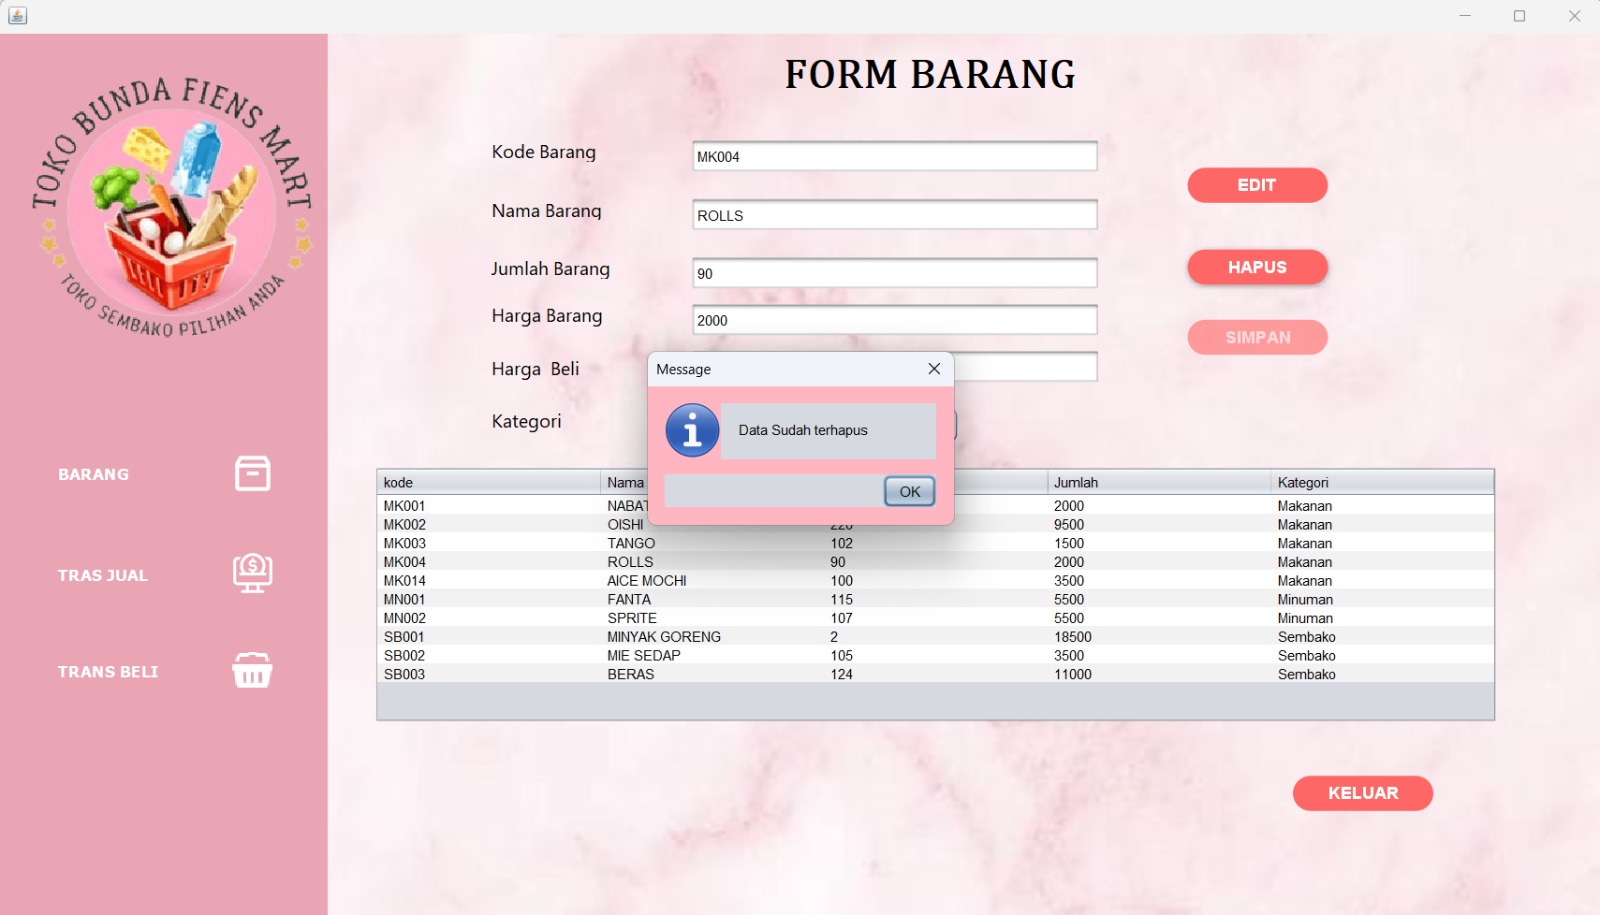 TOKO BUNDA FIENS MART
TOKO SEMBAKO PILIHAN ANDA
BARANG
TRAS JUAL
TRANS BELI
FORM BARANG
Kode Barang MK004
Nama Barang ROLLS
Jumlah Barang 90
Harga Barang 2000
Harga Beli
Kategori
EDIT
HAPUS
SIMPAN
Message
Data Sudah terhapus
OK
kode Nama Jumlah Kategori
MK001 NABAT 2000 Makanan
MK002 OISHI 220 9500 Makanan
MK003 TANGO 102 1500 Makanan
MK004 ROLLS 90 2000 Makanan
MK014 AICE MOCHI 100 3500 Makanan
MN001 FANTA 115 5500 Minuman
MN002 SPRITE 107 5500 Minuman
SB001 MINYAK GORENG 2 18500 Sembako
SB002 MIE SEDAP 105 3500 Sembako
SB003 BERAS 124 11000 Sembako
KELUAR